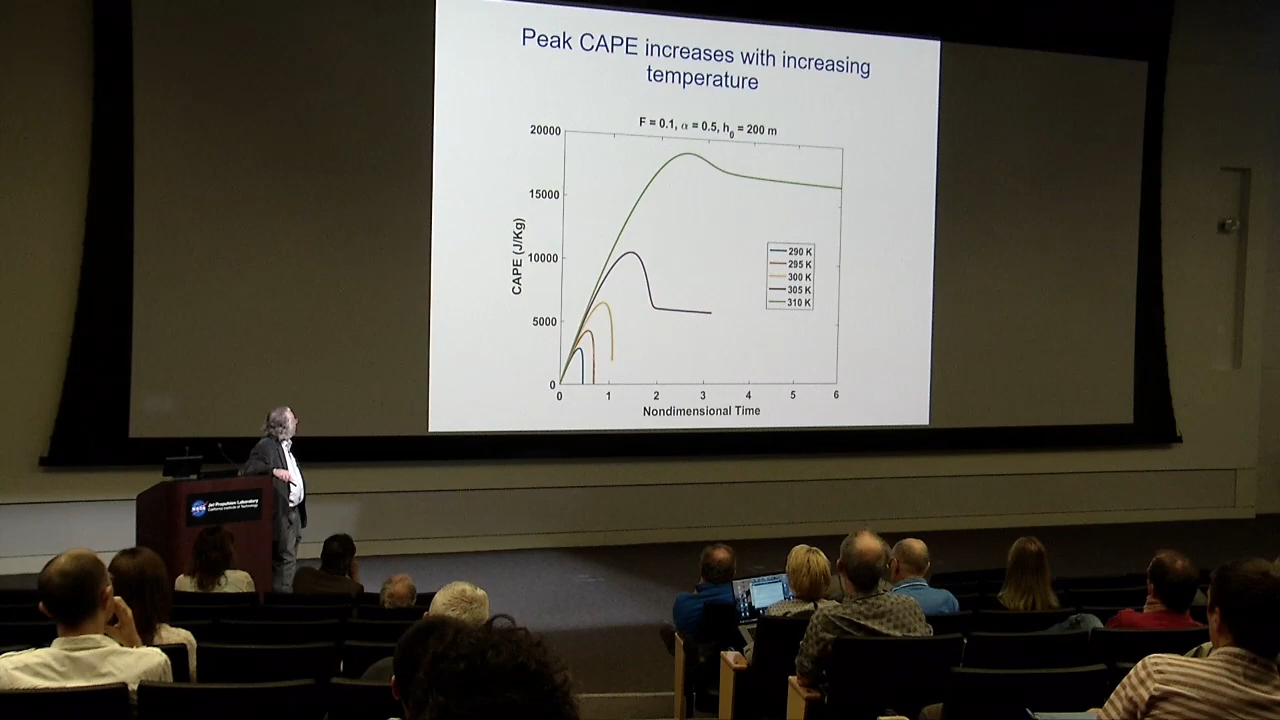 Peak CAPE increases with increasing
temperature
F = 0.1, α = 0.5, h0 = 200 m
20000
15000
10000
5000
0
CAPE (J/Kg)
290 K
295 K
300 K
305 K
310 K
0 1 2 3 4 5 6
Nondimensional Time
NASA
Jet Propulsion Laboratory
California Institute of Technology